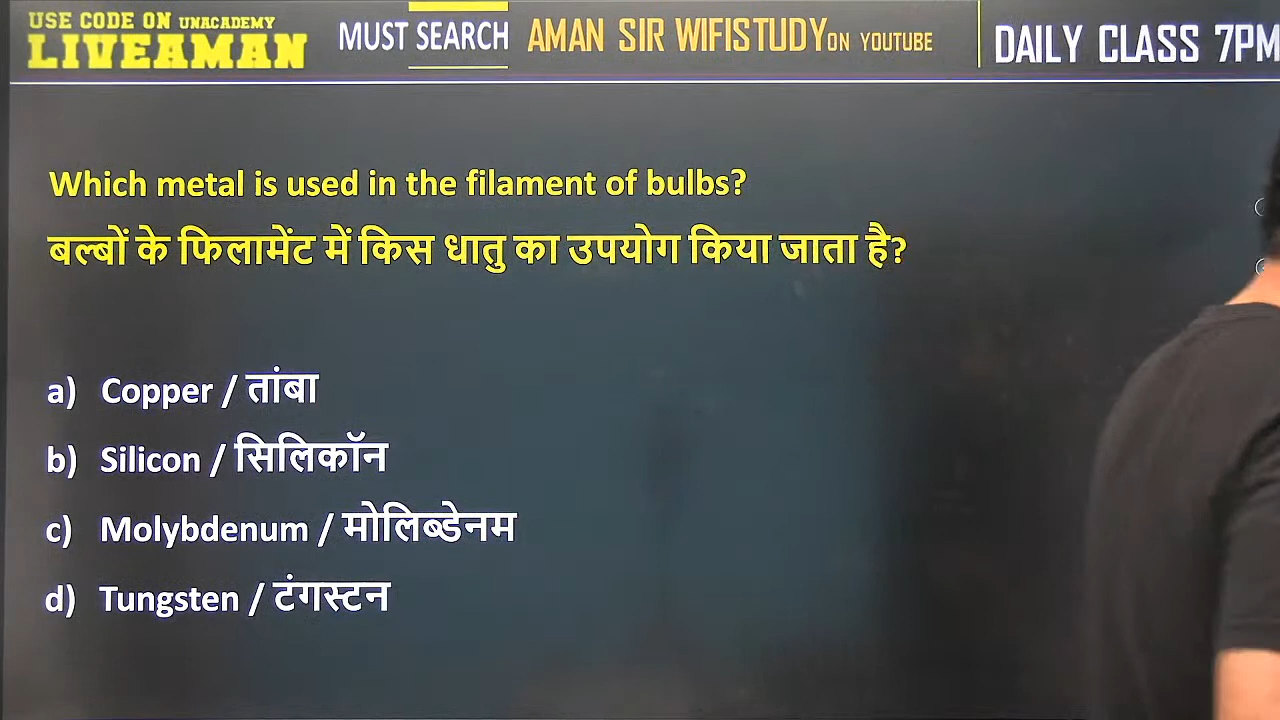 USE CODE ON UNACADEMY
LIVEAMAN
MUST SEARCH AMAN SIR WIFISTUDY ON YOUTUBE
DAILY CLASS 7PM
Which metal is used in the filament of bulbs?
बल्बों के फिलामेंट में किस धातु का उपयोग किया जाता है?
a) Copper / तांबा
b) Silicon / सिलिकॉन
c) Molybdenum / मोलिब्डेनम
d) Tungsten / टंगस्टन